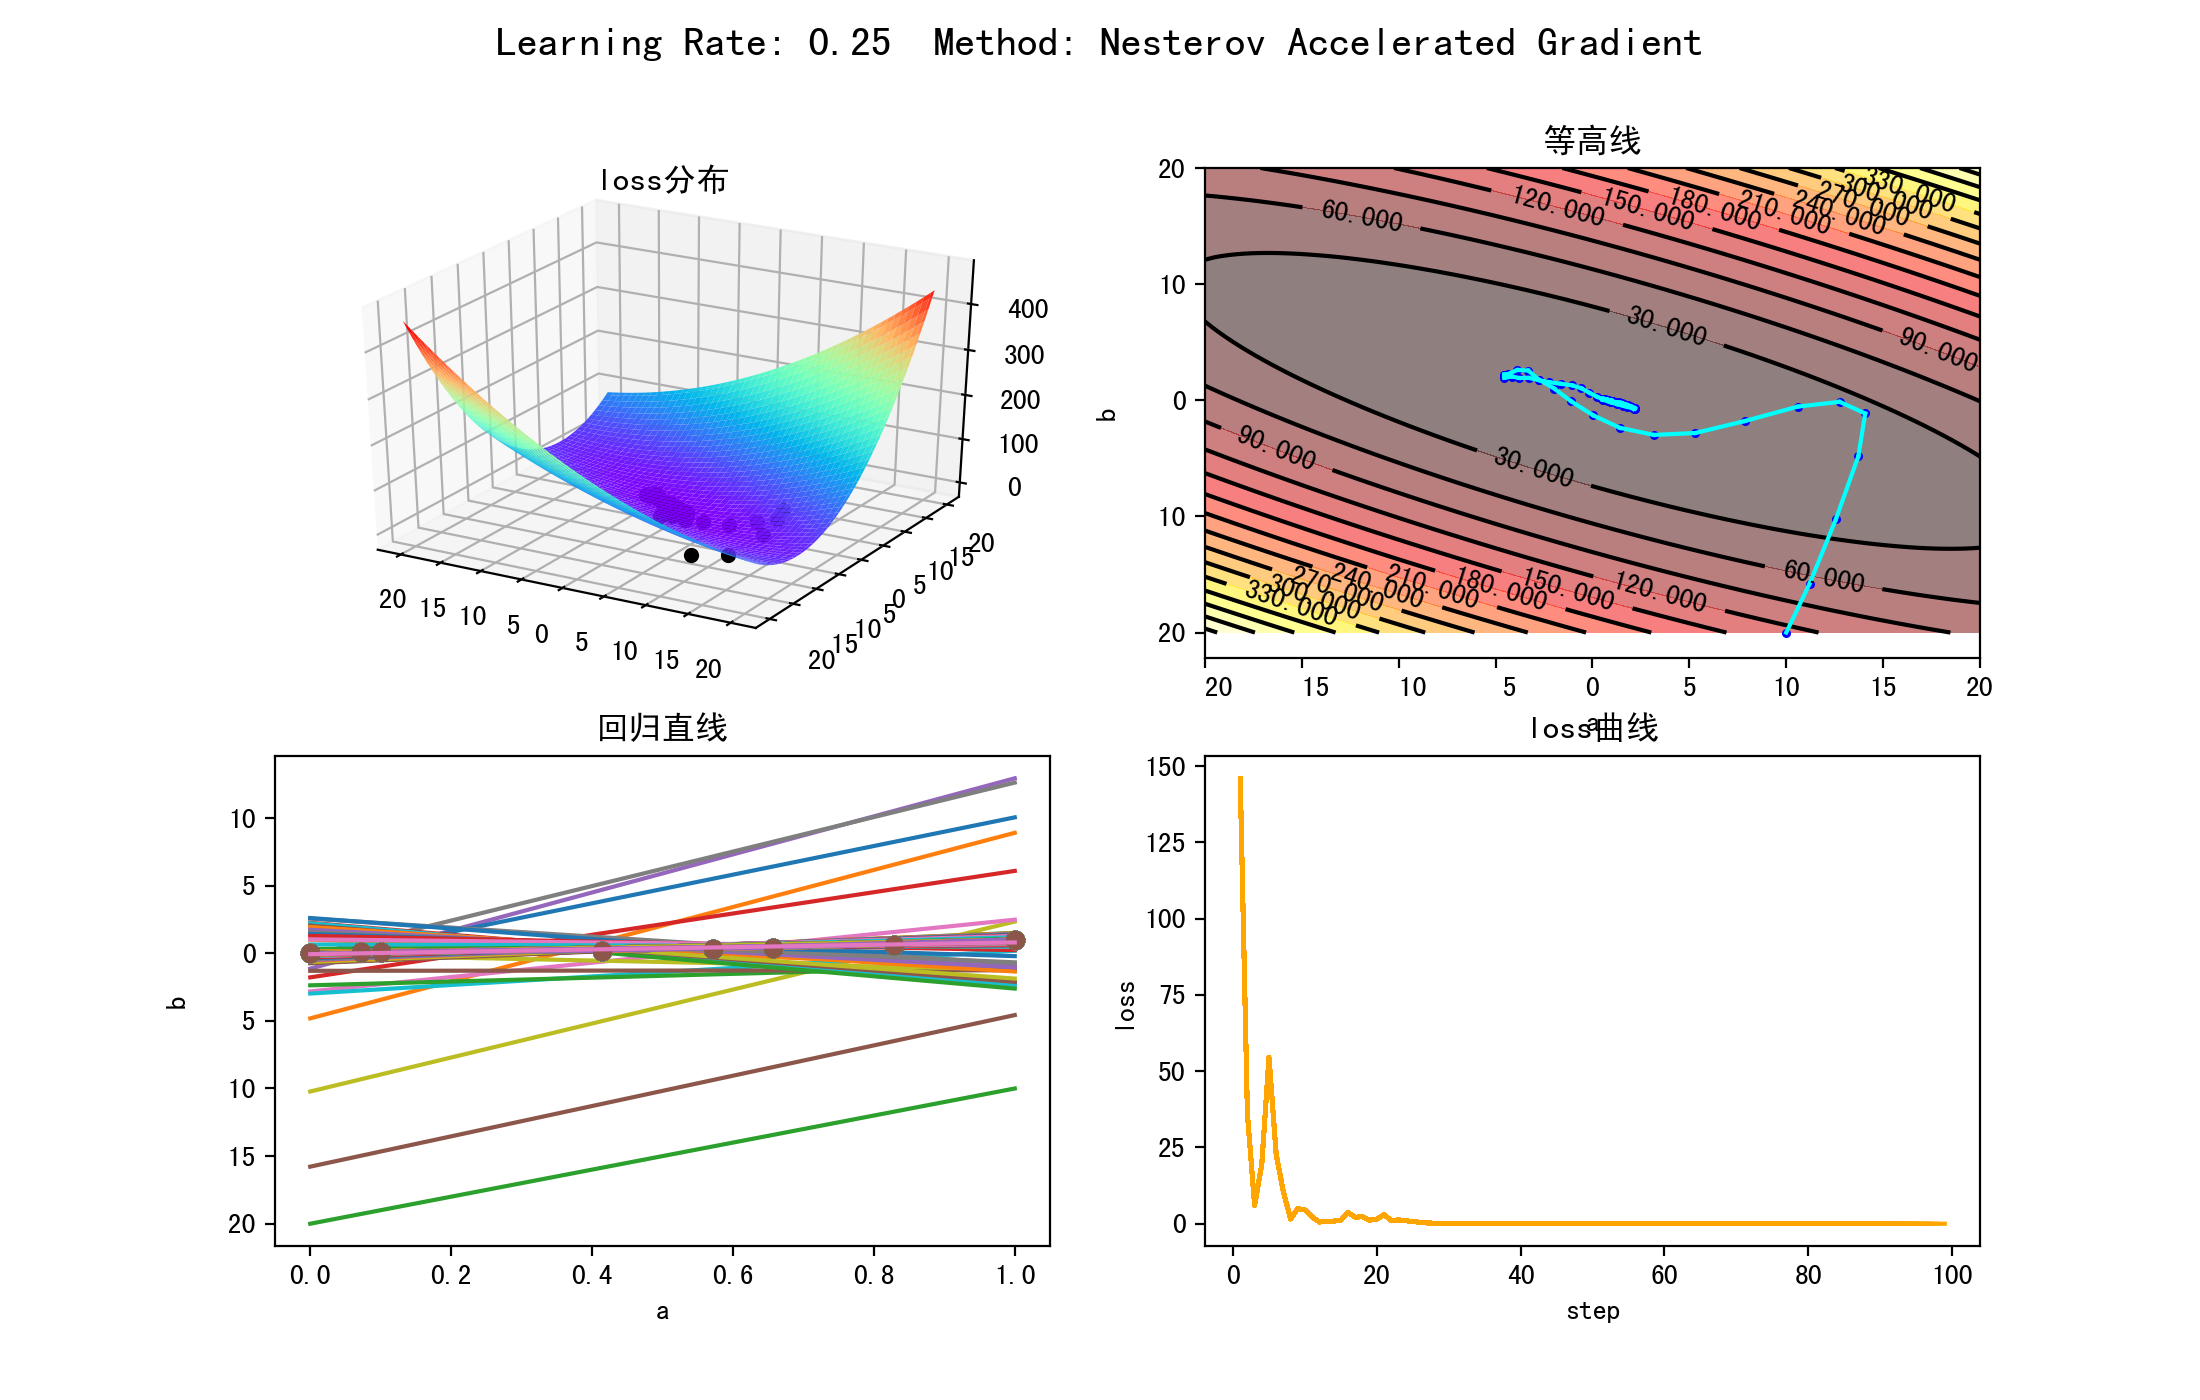 Learning Rate: 0.25  Method: Nesterov Accelerated Gradient
loss分布
400
300
200
100
0
20 15 10 5 0 5 10 15 20
20 15 10 5 0 5 10 15 20
等高线
b
20
10
0
10
20
60.000 120.000 150.000 180.000 210.000 240.000 270.000 300.000 330.000
30.000 90.000
90.000 30.000
330.000 300.000 270.000 240.000 210.000 180.000 150.000 120.000 60.000
20 15 10 5 0 5 10 15 20
a
回归直线
b
10
5
0
5
10
15
20
0.0 0.2 0.4 0.6 0.8 1.0
a
loss曲线
loss
150
125
100
75
50
25
0
0 20 40 60 80 100
step